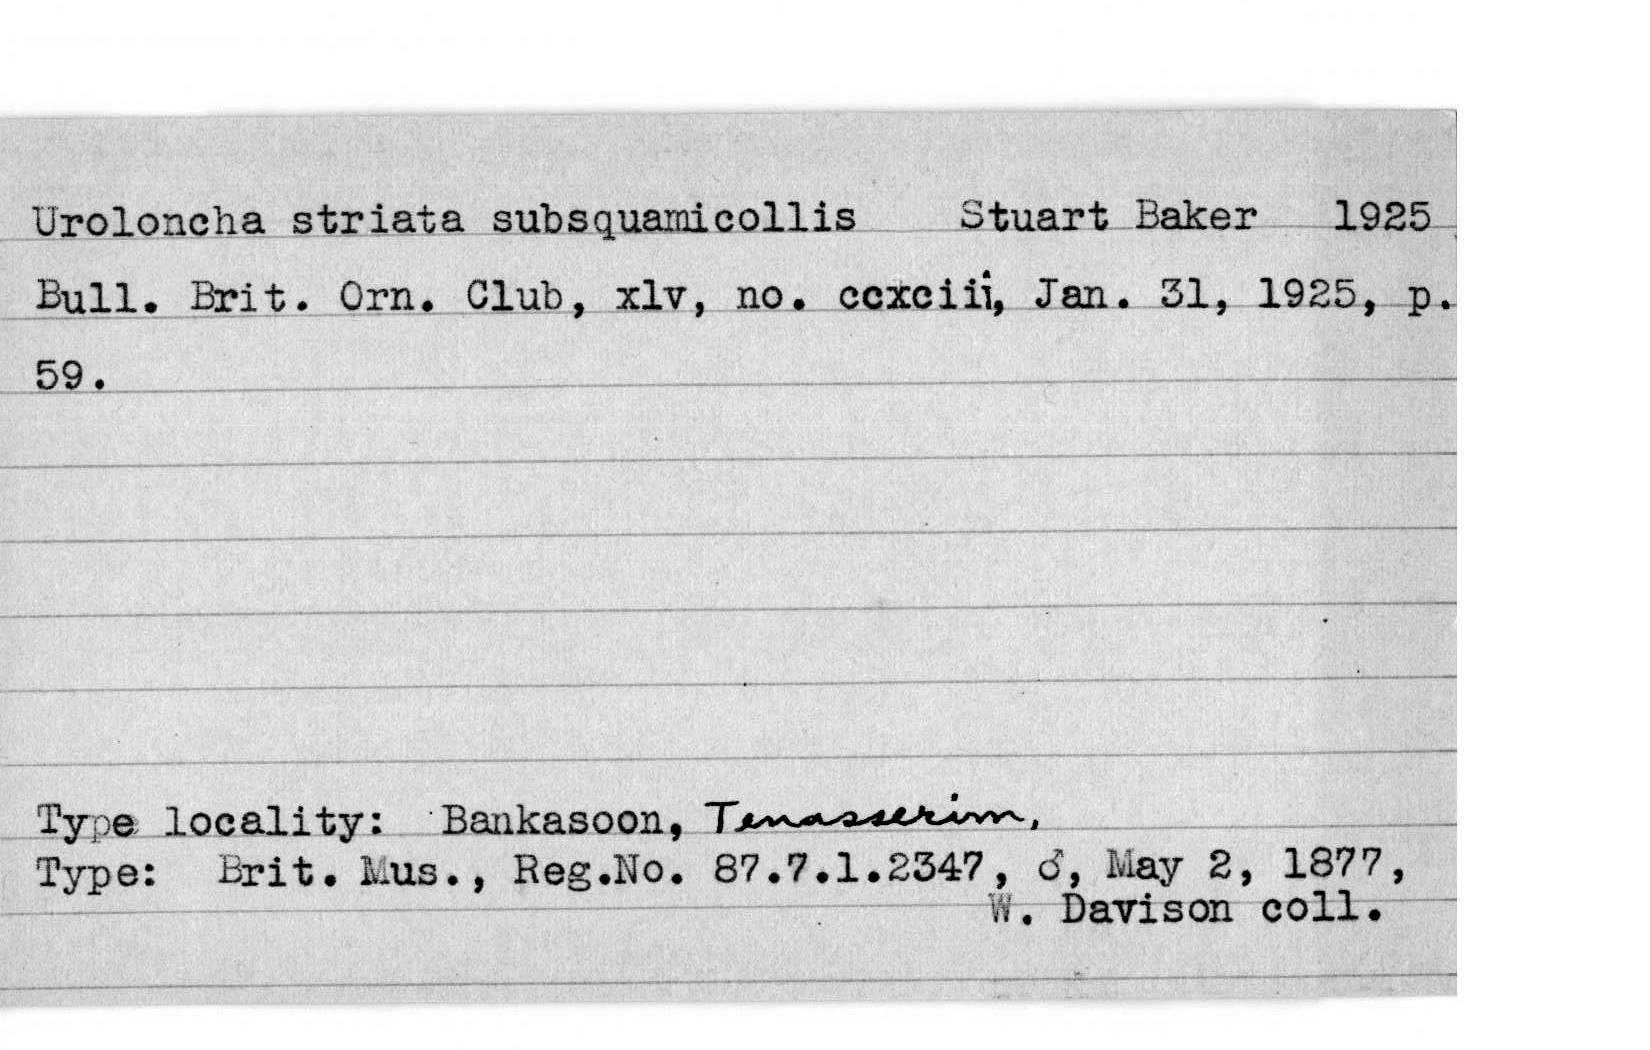 Uroloncha striata subsquamicollis Stuart Baker 1925
Bull. Brit. Orn. Club, xlv, no. ccxciii, Jan. 31, 1925, p.
59.
Type locality: Bankasoon, Tenasserim,
Type: Brit. Mus., Reg.No. 87.7.1.2347, ♂, May 2, 1877,
W. Davison coll.